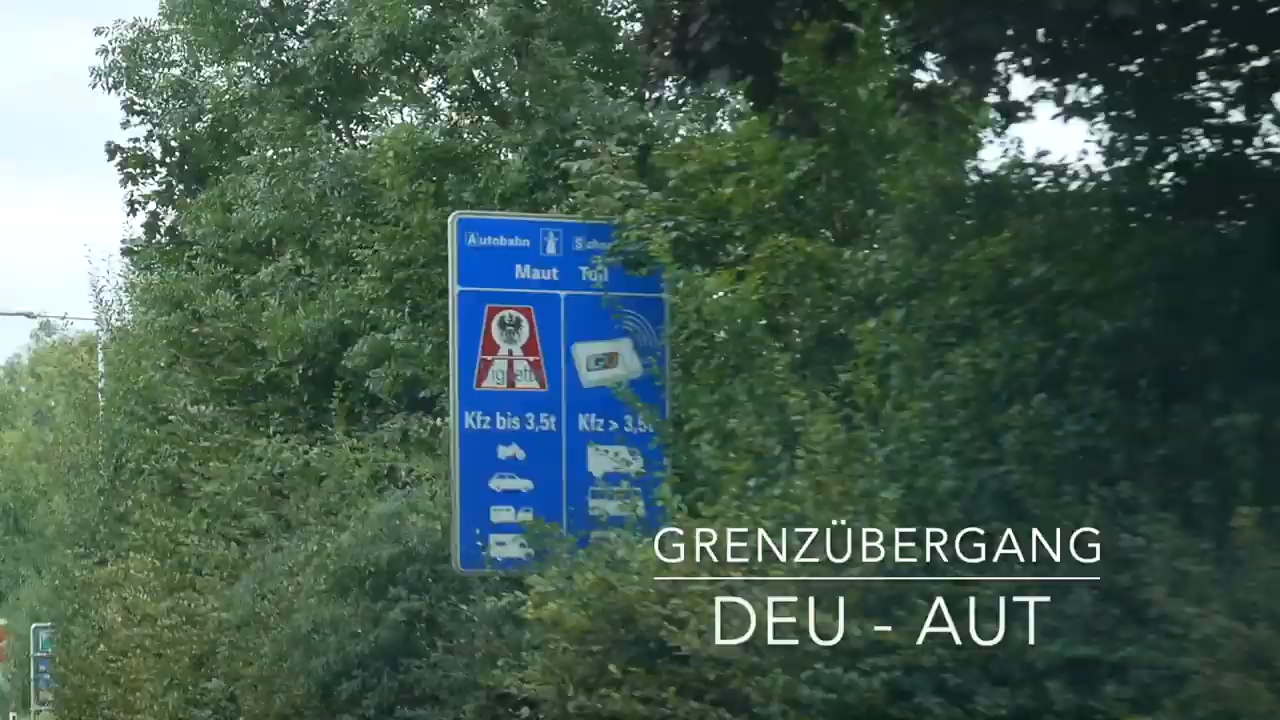 Autobahn
Maut Toll
Kfz bis 3,5t
Kfz > 3,5t
GRENZÜBERGANG
DEU - AUT